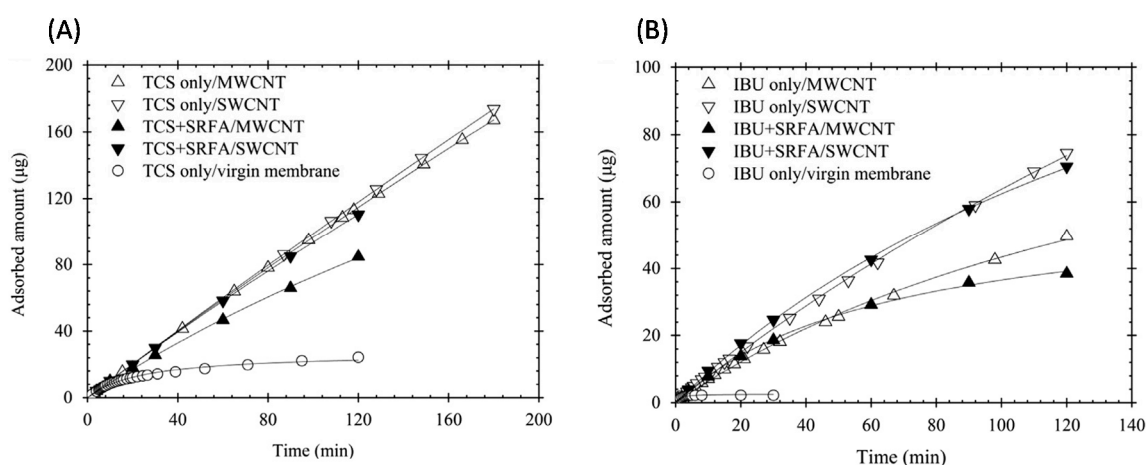 (A)
200
160
120
80
40
0
0 40 80 120 160 200
Adsorbed amount (µg)
Time (min)
TCS only/MWCNT
TCS only/SWCNT
TCS+SRFA/MWCNT
TCS+SRFA/SWCNT
TCS only/virgin membrane
(B)
100
80
60
40
20
0
0 20 40 60 80 100 120 140
Adsorbed amount (µg)
Time (min)
IBU only/MWCNT
IBU only/SWCNT
IBU+SRFA/MWCNT
IBU+SRFA/SWCNT
IBU only/virgin membrane